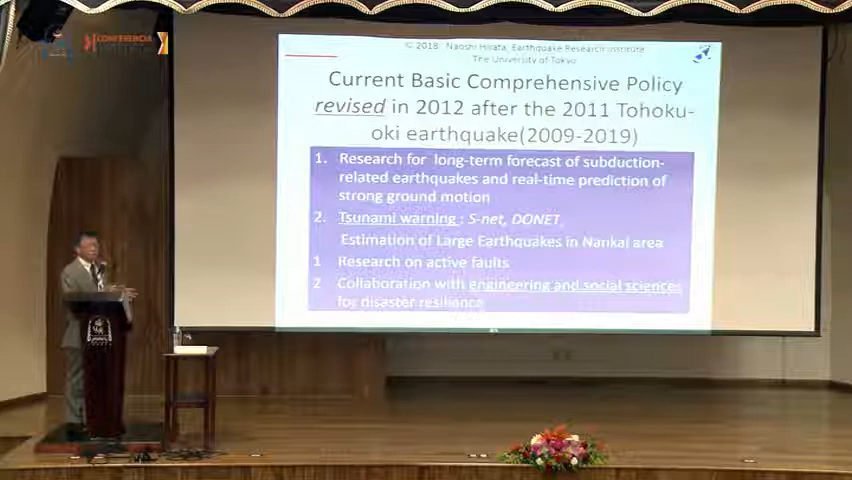 CONFERENCIA
© 2018 Naoshi Hirata, Earthquake Research Institute
The University of Tokyo
Current Basic Comprehensive Policy
revised in 2012 after the 2011 Tohoku-
oki earthquake(2009-2019)
1. Research for long-term forecast of subduction-
related earthquakes and real-time prediction of
strong ground motion
2. Tsunami warning : S-net, DONET,
Estimation of Large Earthquakes in Nankai area
1 Research on active faults
2 Collaboration with engineering and social sciences
for disaster resilience